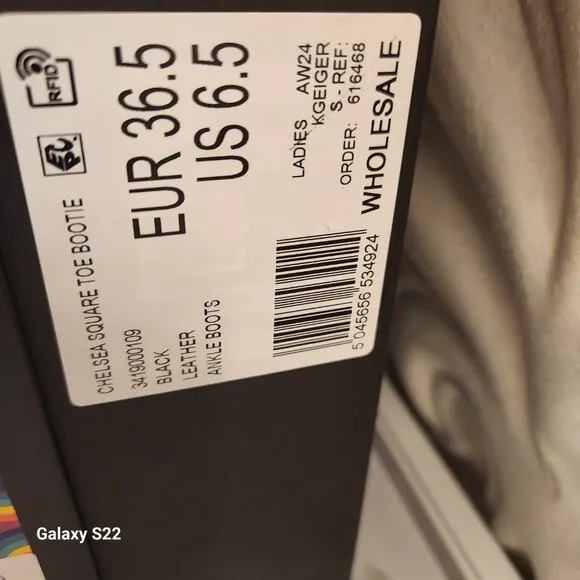 RFID
EPC
EUR 36.5
US 6.5
LADIES AW24
KGEIGER
S - REF:
ORDER: 616468
WHOLESALE
CHELSEA SQUARE TOE BOOTIE
3419000109
BLACK
LEATHER
ANKLE BOOTS
5 045656 534924
Galaxy S22